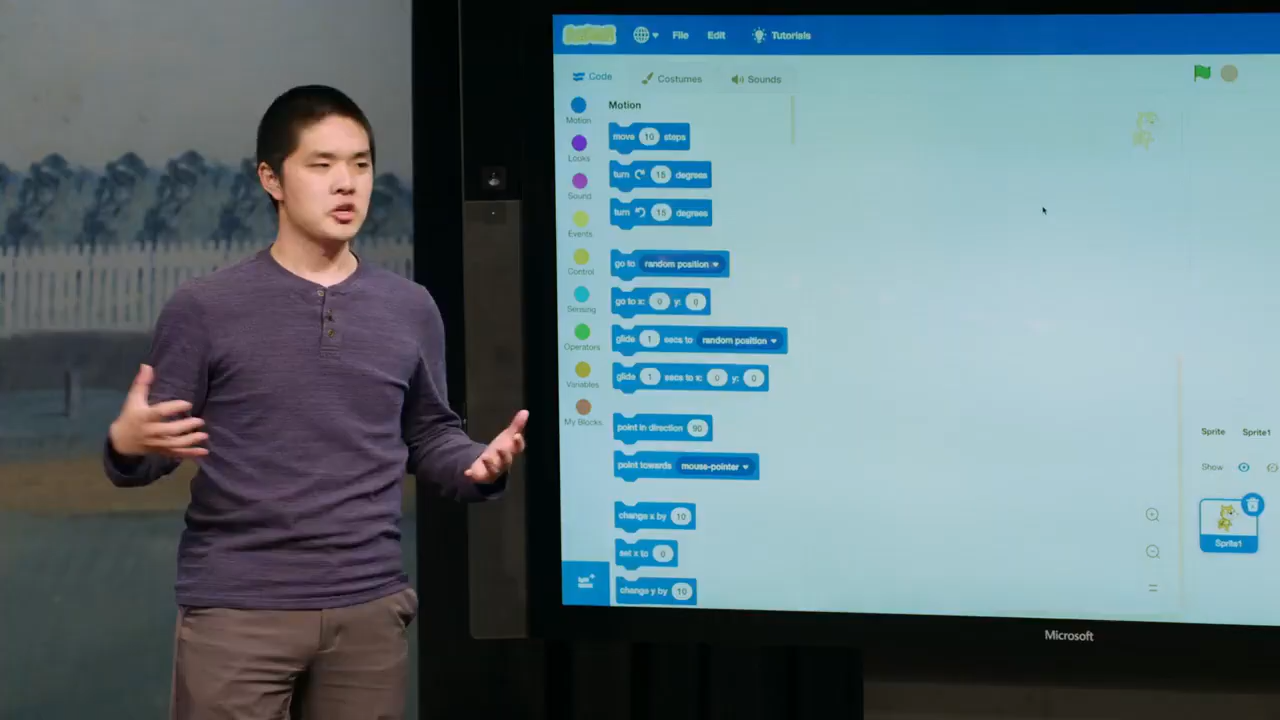 SCRATCH File Edit Tutorials
Code Costumes Sounds
Motion
Looks
Sound
Events
Control
Sensing
Operators
Variables
My Blocks
Motion
move 10 steps
turn 15 degrees
turn 15 degrees
go to random position
go to x: 0 y: 0
glide 1 secs to random position
glide 1 secs to x: 0 y: 0
point in direction 90
point towards mouse-pointer
change x by 10
set x to 0
change y by 10
Sprite Sprite1
Show
Sprite1
Microsoft